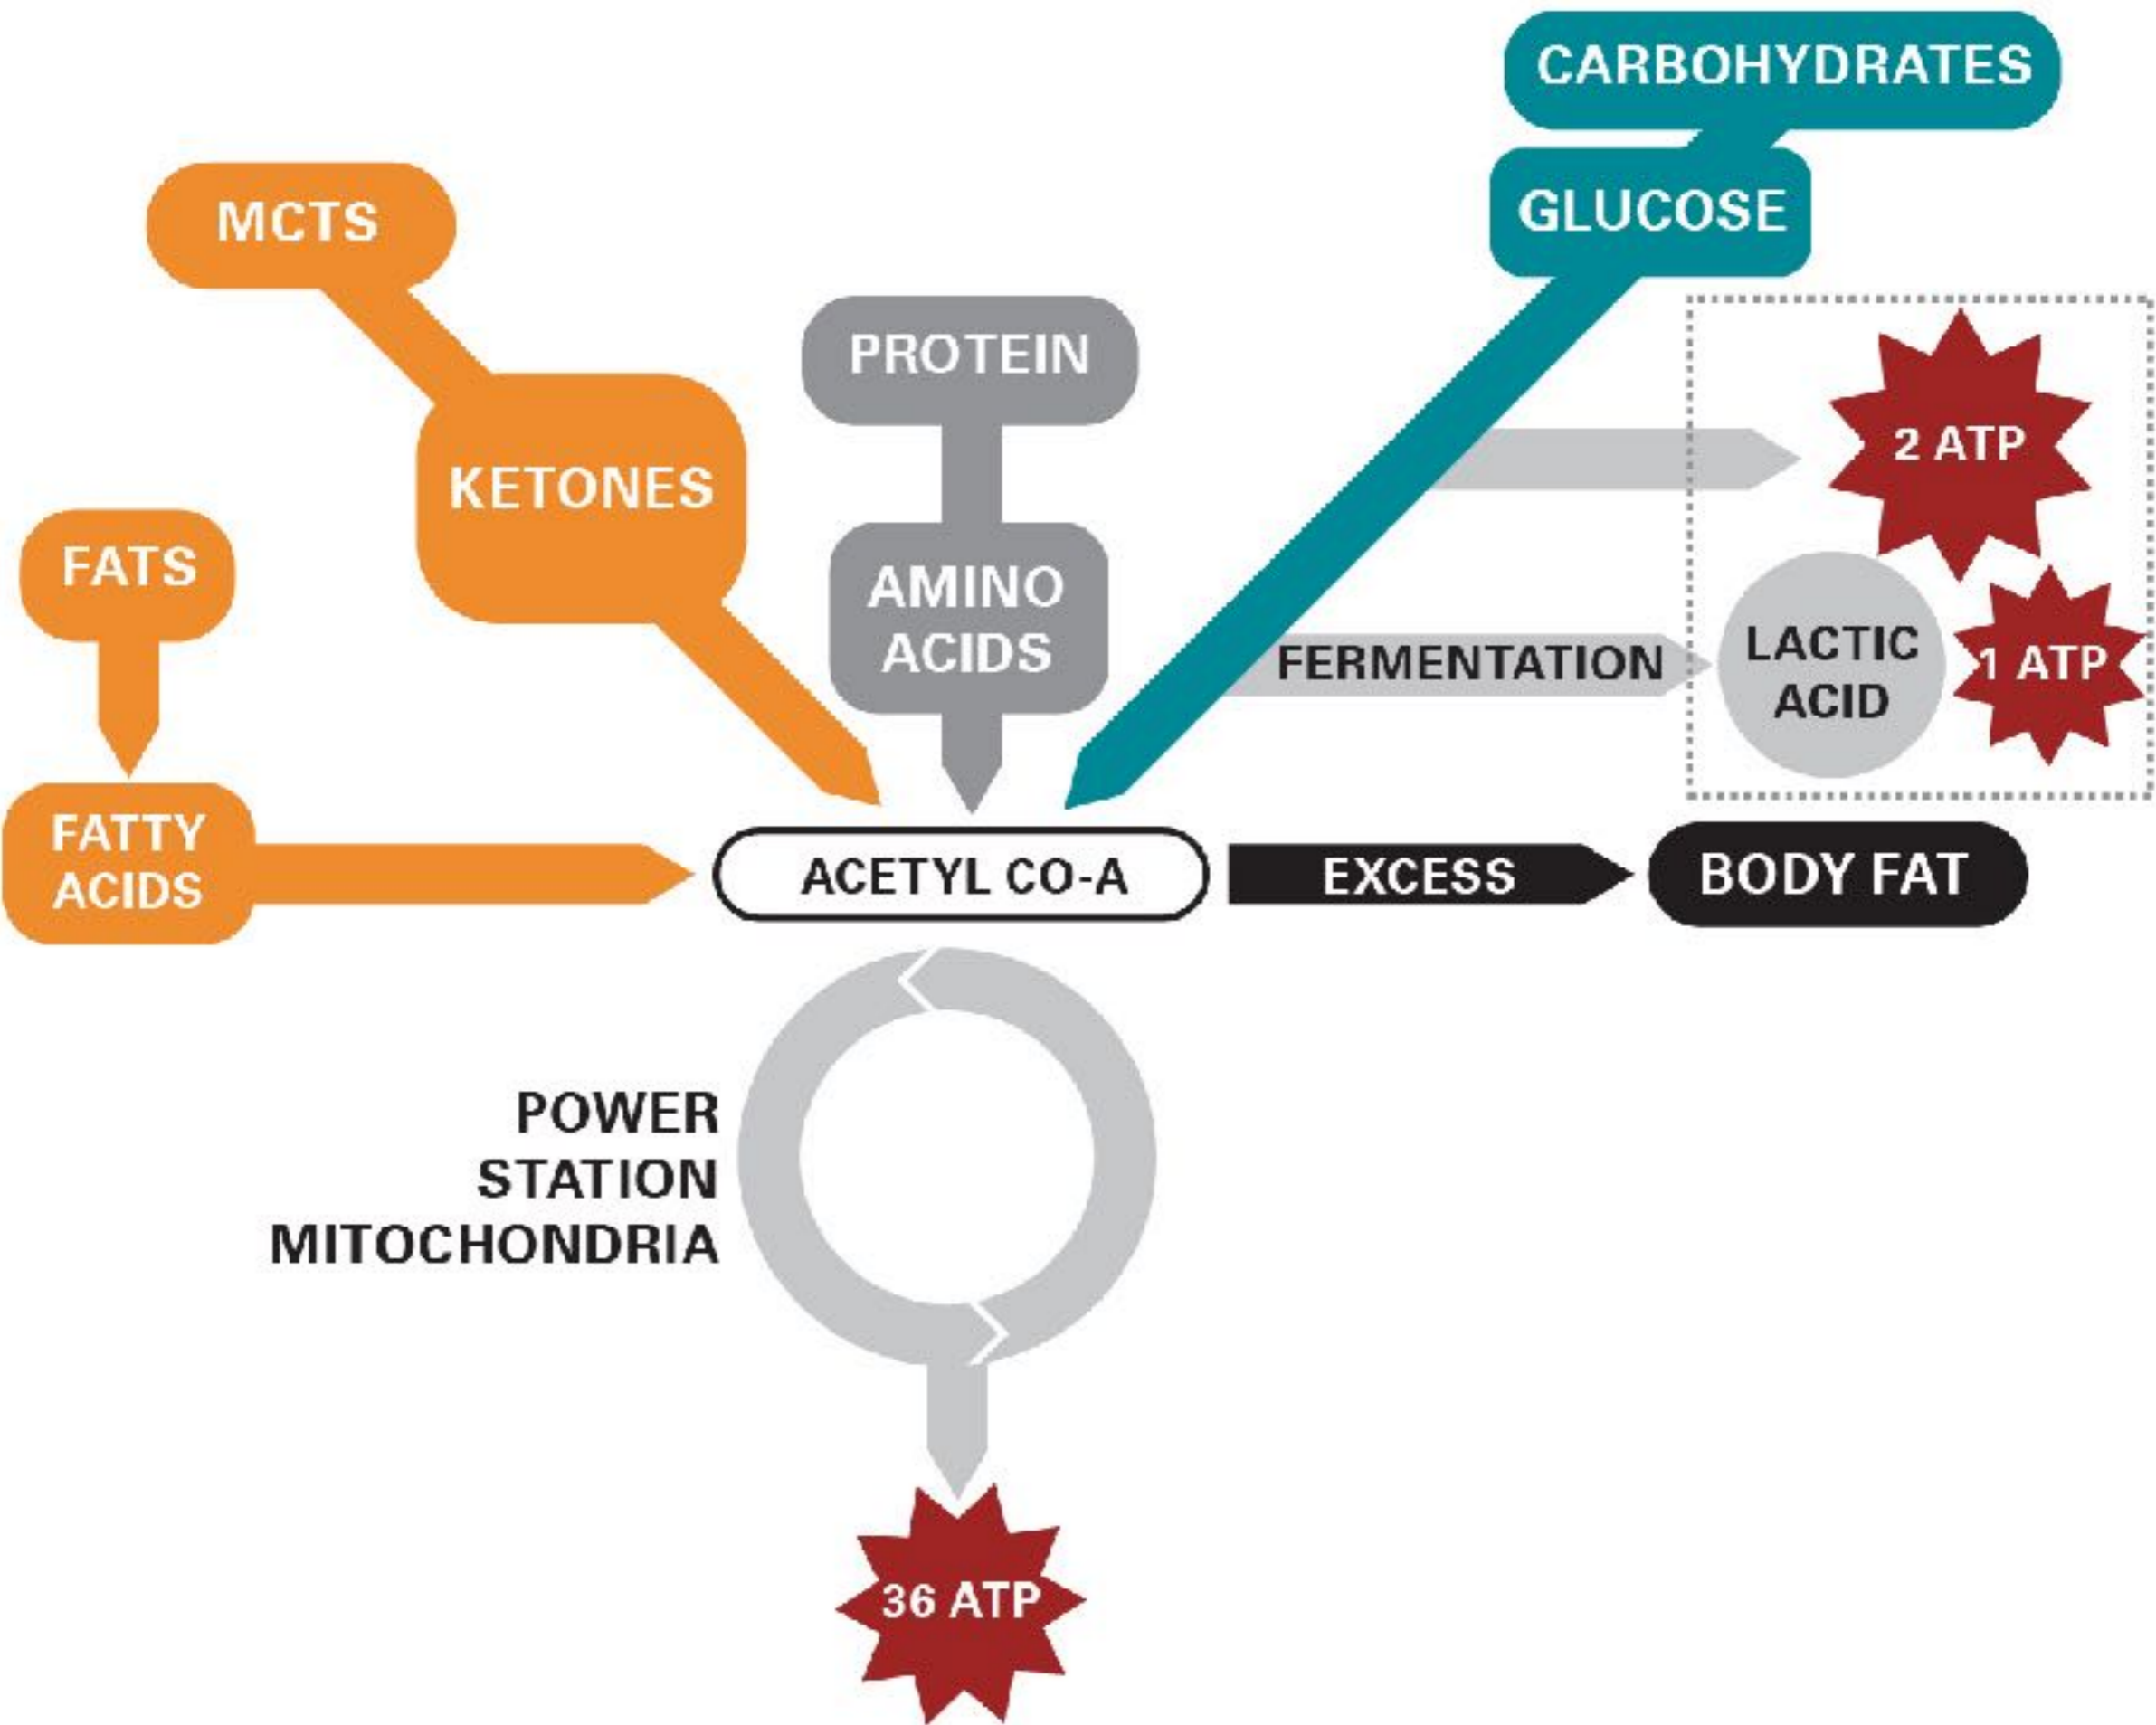 CARBOHYDRATES
GLUCOSE
MCTS
PROTEIN
KETONES
2 ATP
FATS
AMINO
ACIDS
FERMENTATION
LACTIC
ACID
1 ATP
FATTY
ACIDS
ACETYL CO-A
EXCESS
BODY FAT
POWER
STATION
MITOCHONDRIA
36 ATP